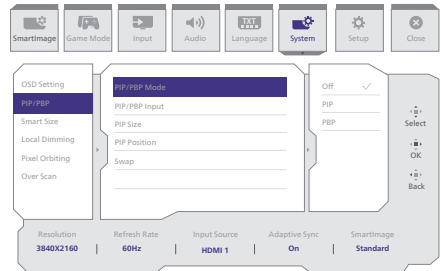 SmartImage
Game Mode
Input
Audio
TXT
Language
System
Setup
Close
OSD Setting
PIP/PBP
Smart Size
Local Dimming
Pixel Orbiting
Over Scan
PIP/PBP Mode
PIP/PBP Input
PIP Size
PIP Position
Swap
Off
PIP
PBP
Select
OK
Back
Resolution
3840X2160
Refresh Rate
60Hz
Input Source
HDMI 1
Adaptive Sync
On
SmartImage
Standard